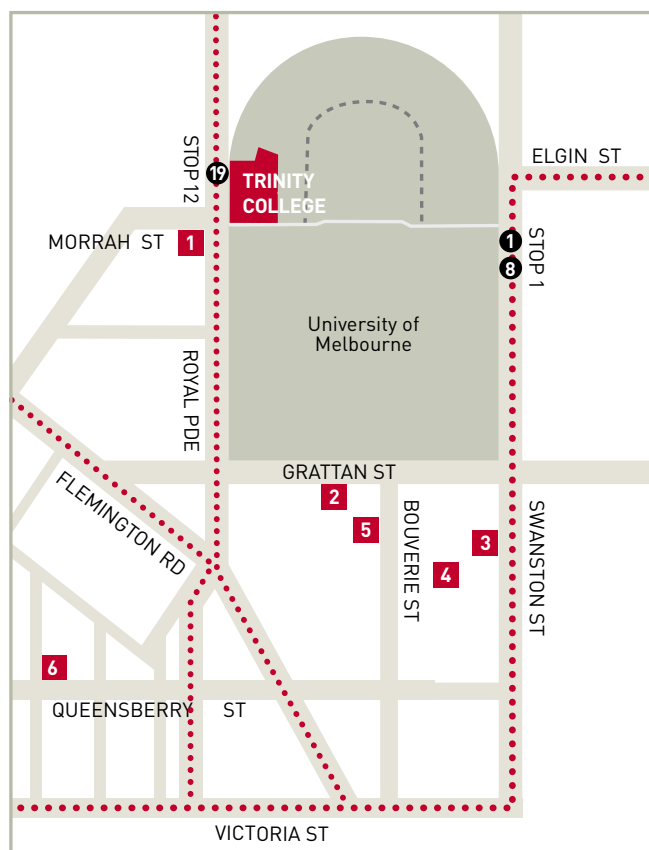 STOP 12
19
TRINITY
COLLEGE
ELGIN ST
MORRAH ST
1
1
8
STOP 1
University of
Melbourne
ROYAL PDE
GRATTAN ST
FLEMINGTON RD
2
5
BOUVERIE ST
3
4
SWANSTON ST
6
QUEENSBERRY ST
VICTORIA ST